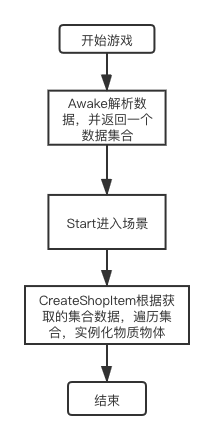 开始游戏
Awake解析数
据，并返回一个
数据集合
Start进入场景
CreateShopItem根据获
取的集合数据，遍历集
合，实例化物质物体
结束